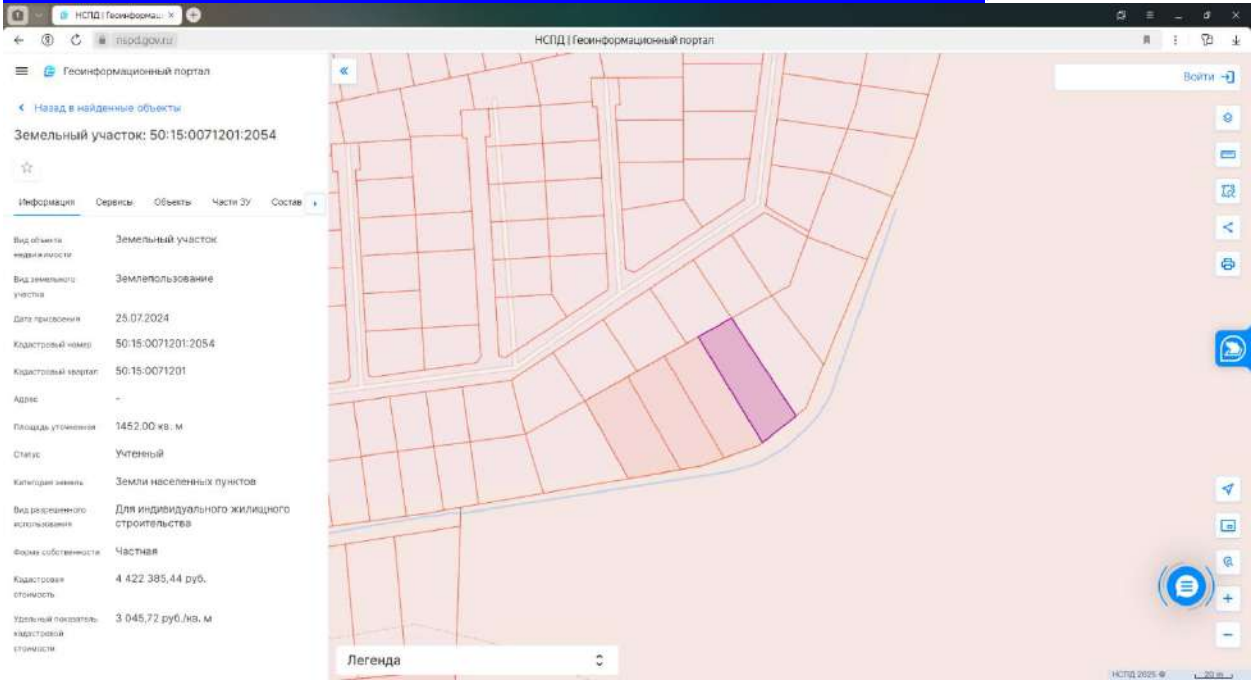 НСПД | Геоинформац
nspd.gov.ru
НСПД | Геоинформационный портал
Геоинформационный портал
Войти
Назад в найденные объекты
Земельный участок: 50:15:0071201:2054
Информация Сервисы Объекты Части ЗУ Состав
Вид объекта недвижимости Земельный участок
Вид земельного участка Землепользование
Дата присвоения 25.07.2024
Кадастровый номер 50:15:0071201:2054
Кадастровый квартал 50:15:0071201
Адрес -
Площадь уточненная 1452.00 кв. м
Статус Учтенный
Категория земель Земли населенных пунктов
Вид разрешенного использования Для индивидуального жилищного строительства
Форма собственности Частная
Кадастровая стоимость 4 422 385,44 руб.
Удельный показатель кадастровой стоимости 3 045,72 руб./кв. м
Легенда
НСПД 2025 ©
20 m